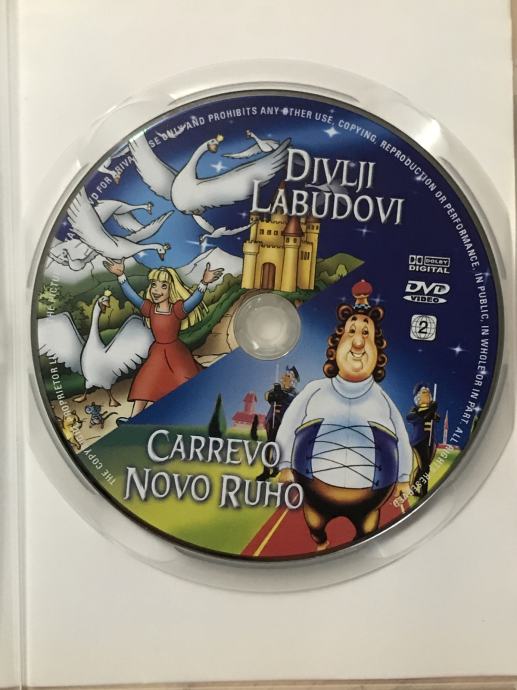 DIVLJI
LABUDOVI
DOLBY
DIGITAL
DVD
VIDEO
2
CARREVO
NOVO RUHO
ONLY AND PROHIBITS ANY OTHER USE, COPYING, REPRODUCTION OR PERFORMANCE, IN PUBLIC, IN WHOLE OR IN PART. ALL
THE COPY
PROPRIETOR